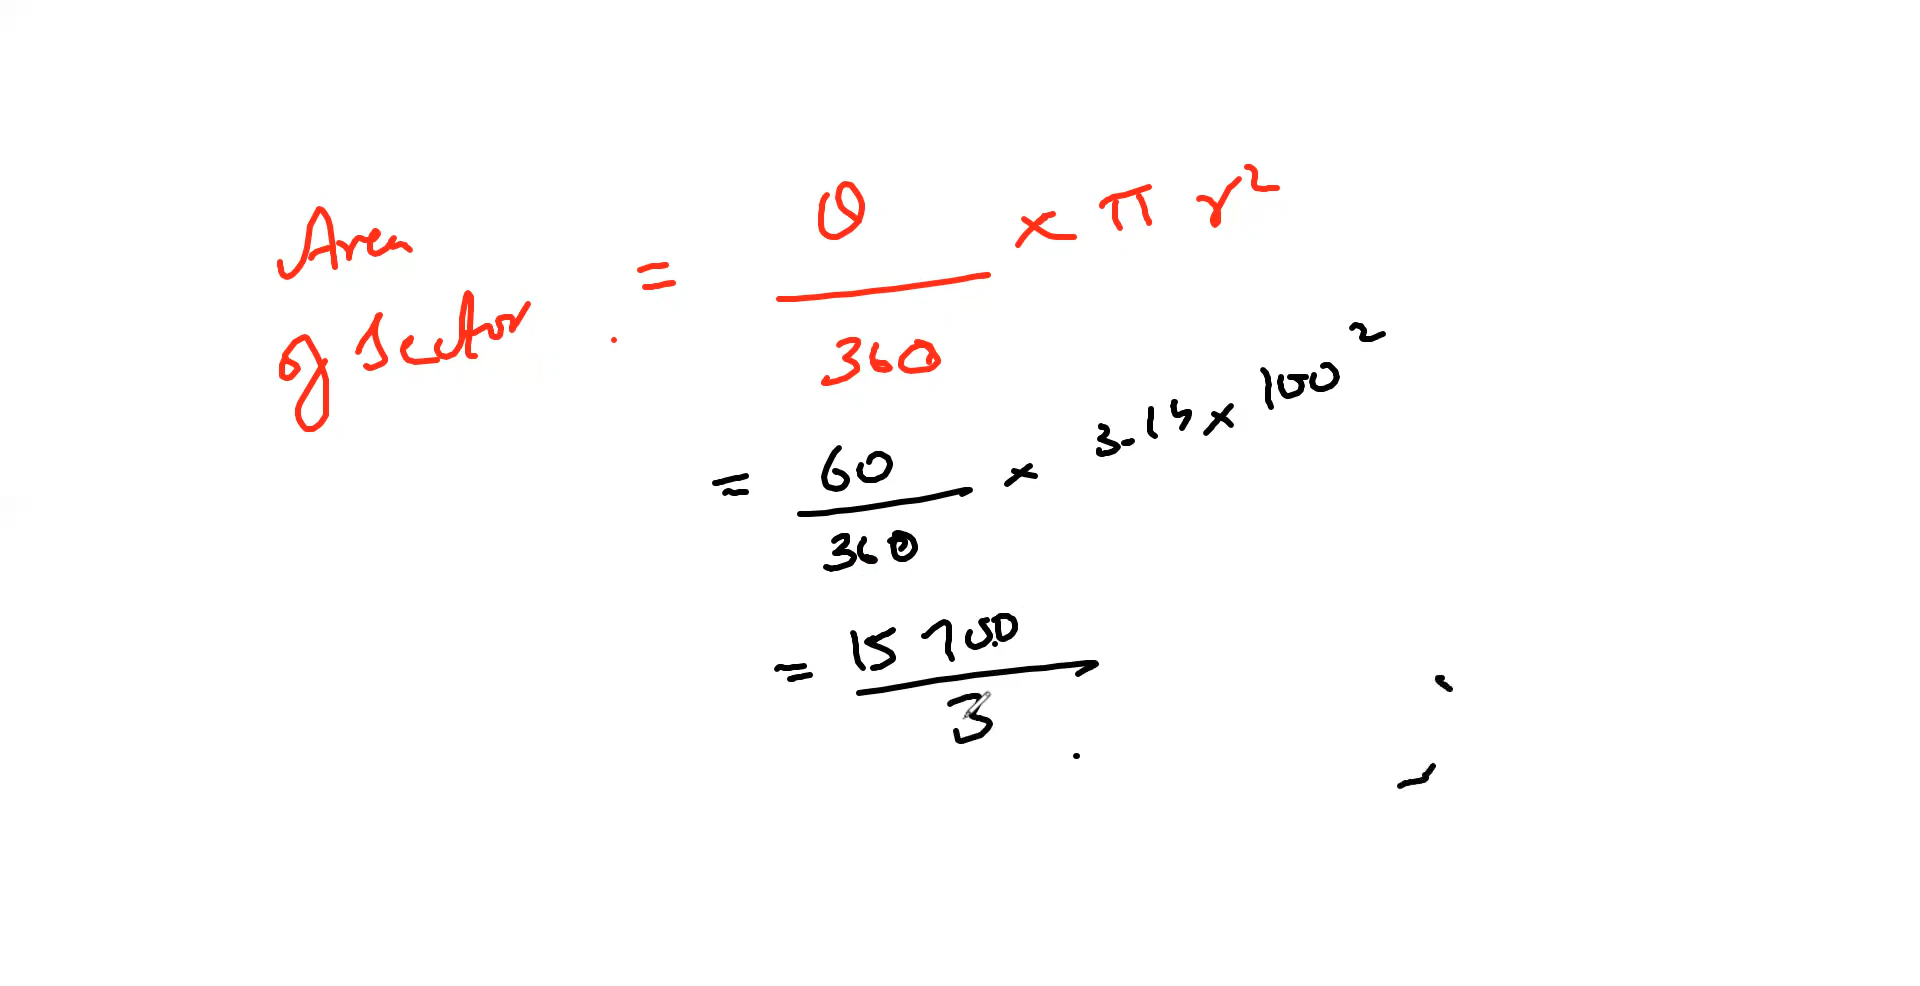 Area = θ × π r²
of Sector 360
= 60 × 3.14 × 100²
360
= 15700
3